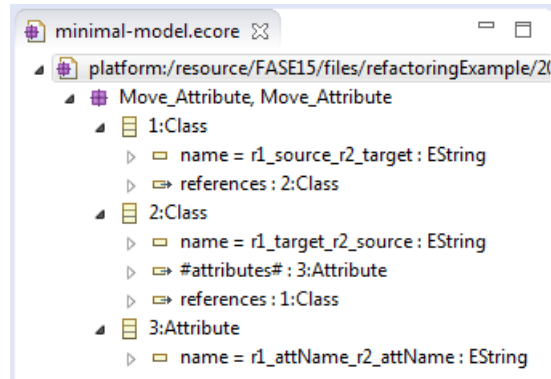 minimal-model.ecore
platform:/resource/FASE15/files/refactoringExample/20
Move_Attribute, Move_Attribute
1:Class
name = r1_source_r2_target : EString
references : 2:Class
2:Class
name = r1_target_r2_source : EString
#attributes# : 3:Attribute
references : 1:Class
3:Attribute
name = r1_attName_r2_attName : EString